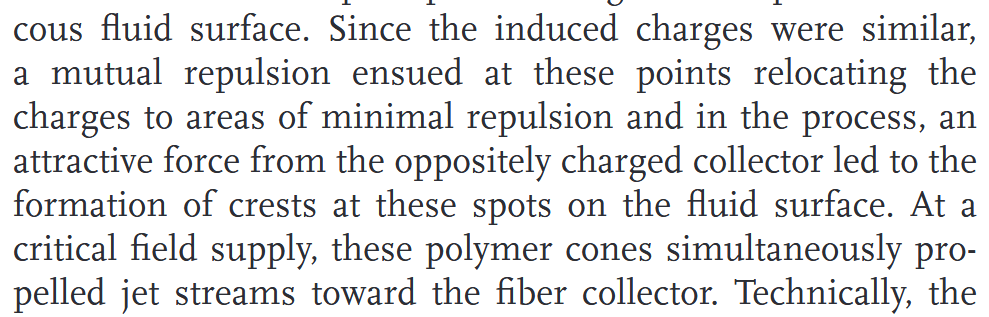 cous fluid surface. Since the induced charges were similar,
a mutual repulsion ensued at these points relocating the
charges to areas of minimal repulsion and in the process, an
attractive force from the oppositely charged collector led to the
formation of crests at these spots on the fluid surface. At a
critical field supply, these polymer cones simultaneously pro-
pelled jet streams toward the fiber collector. Technically, the